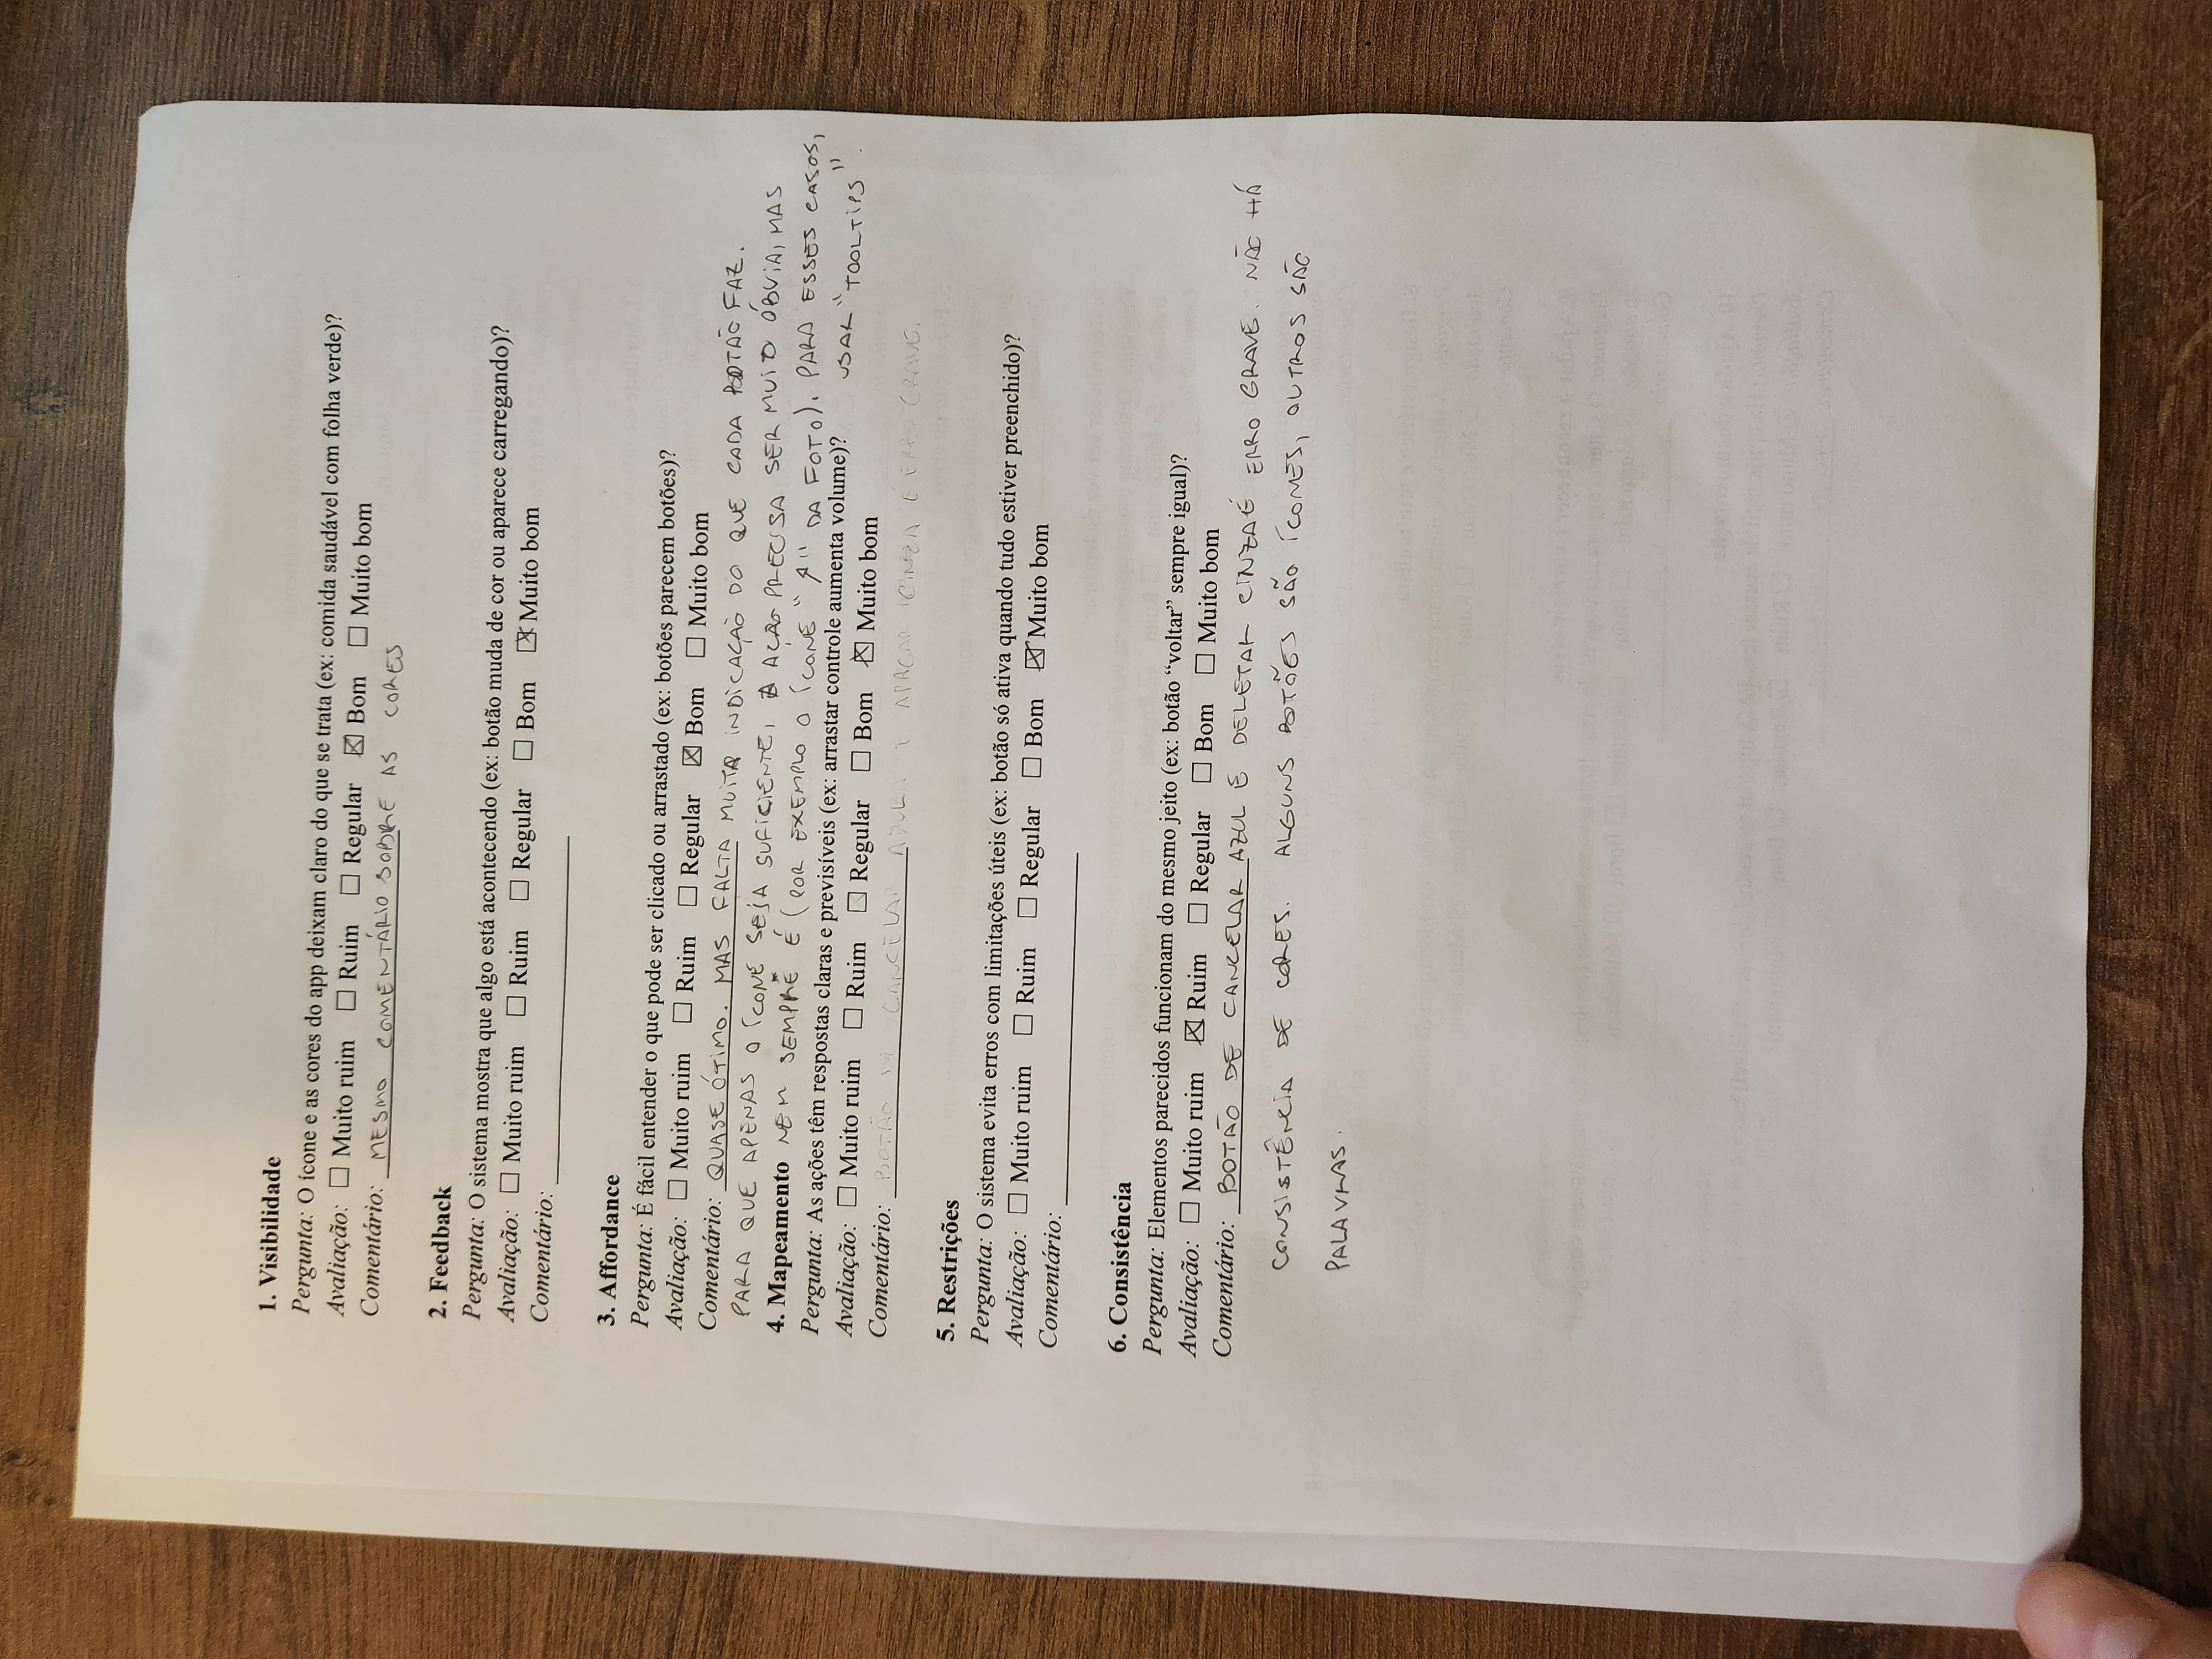 1. Visibilidade
Pergunta: O ícone e as cores do app deixam claro do que se trata (ex: comida saudável com folha verde)?
Avaliação: ☐ Muito ruim ☐ Ruim ☐ Regular ☒ Bom ☐ Muito bom
Comentário: MESMO COMENTÁRIO SOBRE AS CORES
2. Feedback
Pergunta: O sistema mostra que algo está acontecendo (ex: botão muda de cor ou aparece carregando)?
Avaliação: ☐ Muito ruim ☐ Ruim ☐ Regular ☐ Bom ☒ Muito bom
Comentário:
3. Affordance
Pergunta: É fácil entender o que pode ser clicado ou arrastado (ex: botões parecem botões)?
Avaliação: ☐ Muito ruim ☐ Ruim ☐ Regular ☒ Bom ☐ Muito bom
Comentário: QUASE ÓTIMO. MAS FALTA MUITA INDICAÇÃO DO QUE CADA BOTÃO FAZ.
PARA QUE APENAS O ÍCONE SEJA SUFICIENTE, A AÇÃO PRECISA SER MUITO ÓBVIA, MAS
NEM SEMPRE É (POR EXEMPLO O ÍCONE "↑" DA FOTO). PARA ESSES CASOS,
USAR "TOOLTIPS".
4. Mapeamento
Pergunta: As ações têm respostas claras e previsíveis (ex: arrastar controle aumenta volume)?
Avaliação: ☐ Muito ruim ☐ Ruim ☐ Regular ☐ Bom ☒ Muito bom
Comentário: BOTÃO DE CANCELAR AZUL E APAGAR CINZA É ERRO GRAVE.
5. Restrições
Pergunta: O sistema evita erros com limitações úteis (ex: botão só ativa quando tudo estiver preenchido)?
Avaliação: ☐ Muito ruim ☐ Ruim ☐ Regular ☐ Bom ☒ Muito bom
Comentário:
6. Consistência
Pergunta: Elementos parecidos funcionam do mesmo jeito (ex: botão “voltar” sempre igual)?
Avaliação: ☐ Muito ruim ☒ Ruim ☐ Regular ☐ Bom ☐ Muito bom
Comentário: BOTÃO DE CANCELAR AZUL E DELETAR CINZA É ERRO GRAVE. NÃO HÁ
CONSISTÊNCIA DE CORES. ALGUNS BOTÕES SÃO ÍCONES, OUTROS SÃO
PALAVRAS.